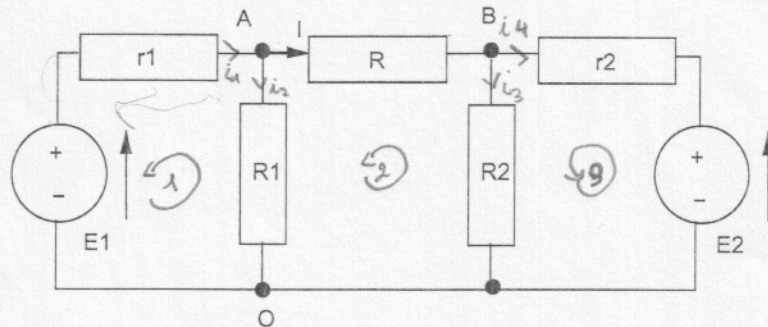 A I B i4
r1 R r2
i1 i2 i3
+ +
1 R1 2 R2 3
- -
E1 E2
O